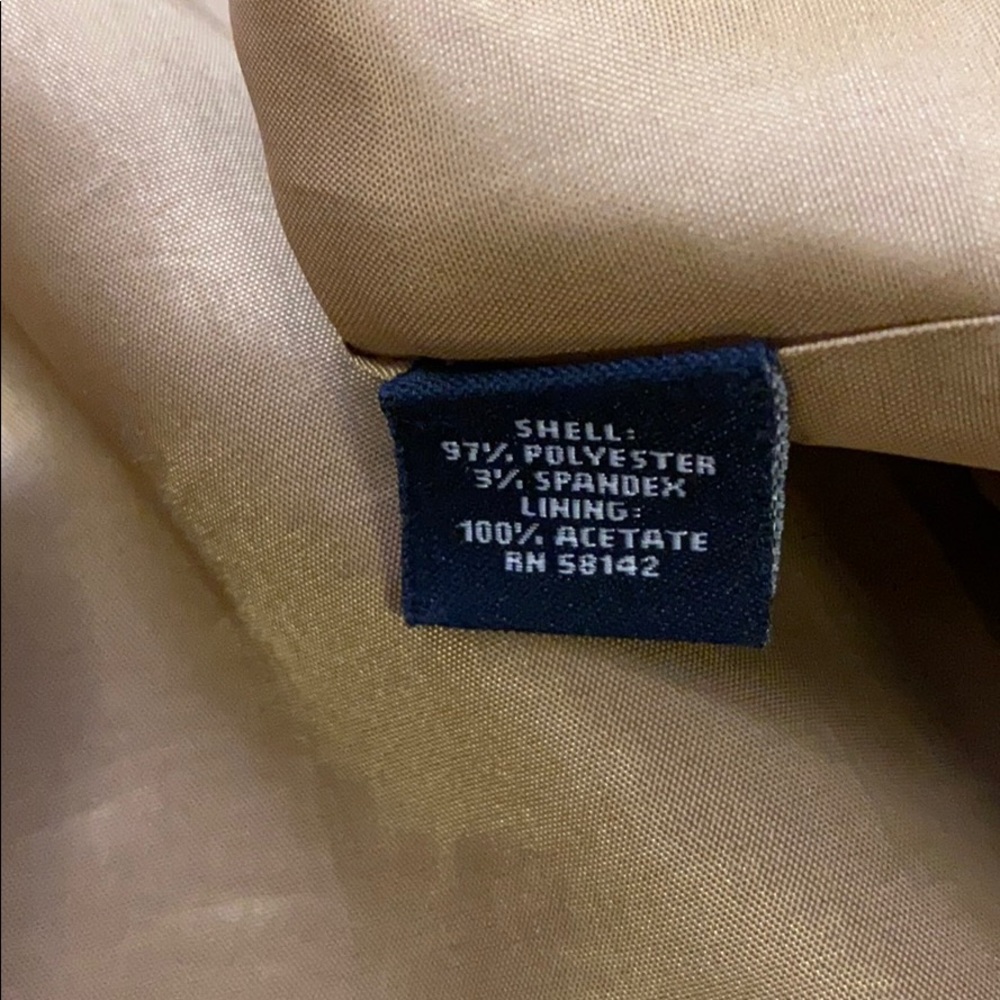 SHELL:
97% POLYESTER
3% SPANDEX
LINING:
100% ACETATE
RN 58142